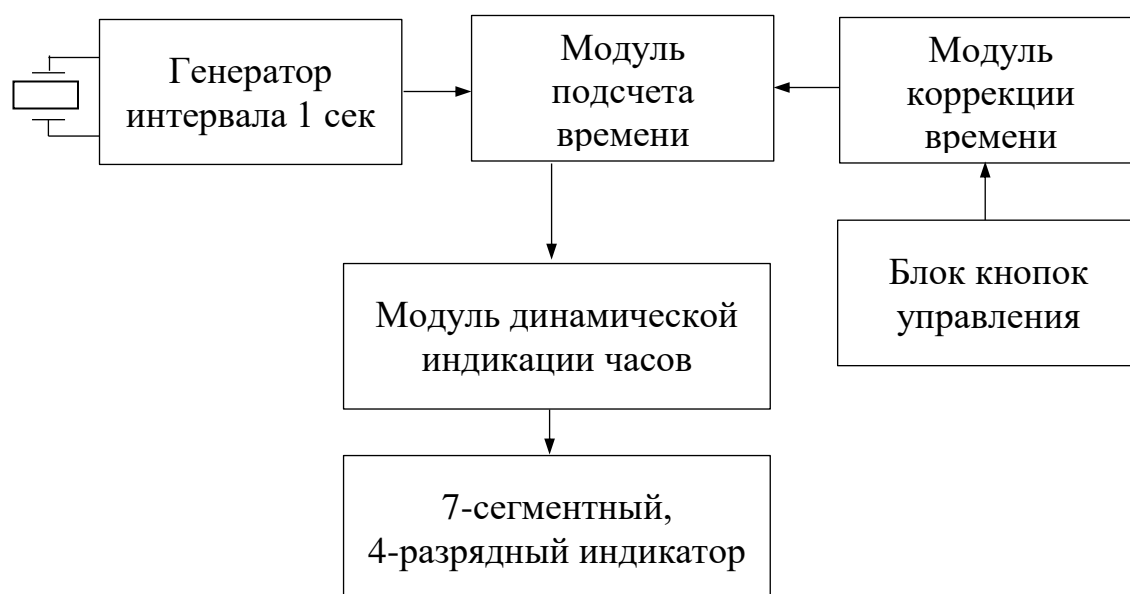 Генератор
интервала 1 сек
Модуль
подсчета
времени
Модуль
коррекции
времени
Блок кнопок
управления
Модуль динамической
индикации часов
7-сегментный,
4-разрядный индикатор